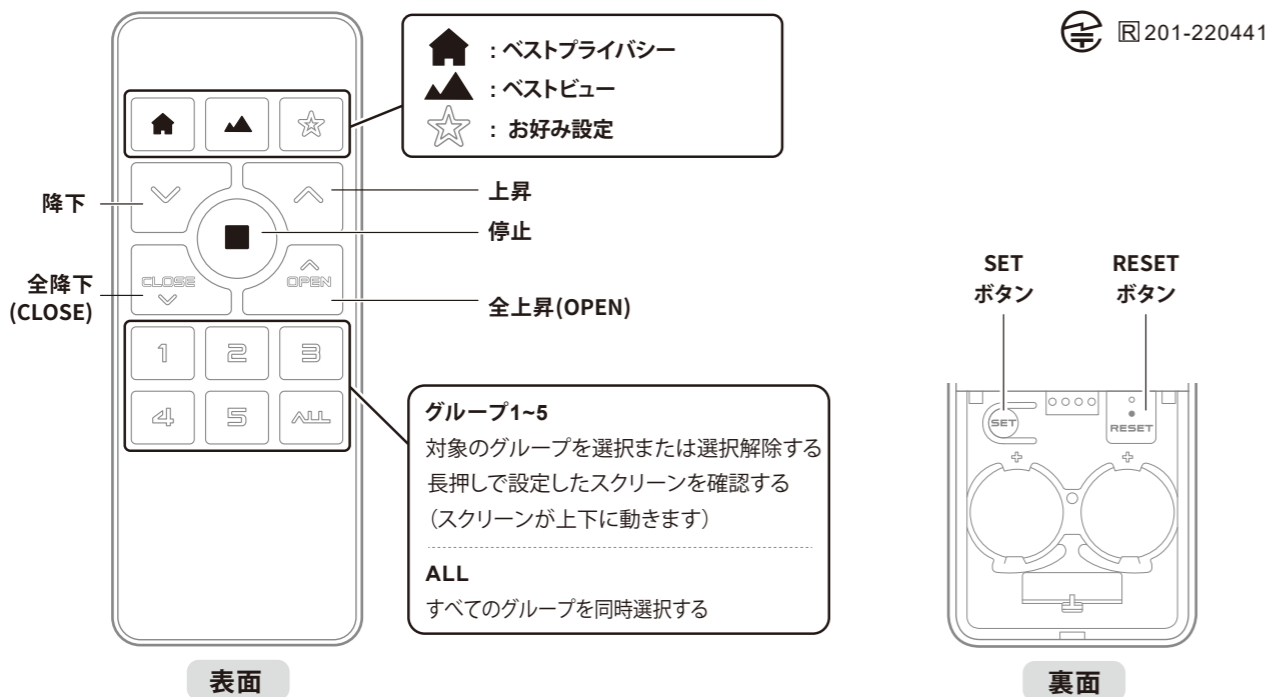 R 201-220441
: ベストプライバシー
: ベストビュー
: お好み設定
降下
上昇
停止
全降下
(CLOSE)
CLOSE
OPEN
全上昇(OPEN)
1 2 3
4 5 ALL
グループ1~5
対象のグループを選択または選択解除する
長押しで設定したスクリーンを確認する
（スクリーンが上下に動きます）
ALL
すべてのグループを同時選択する
表面
SET
ボタン
RESET
ボタン
SET
RESET
+ +
裏面